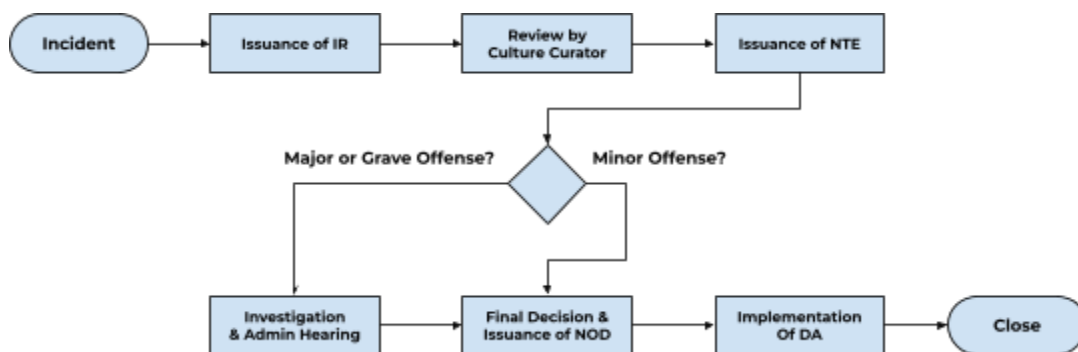 Incident
Issuance of IR
Review by
Culture Curator
Issuance of NTE
Major or Grave Offense?
Minor Offense?
Investigation
& Admin Hearing
Final Decision &
Issuance of NOD
Implementation
Of DA
Close